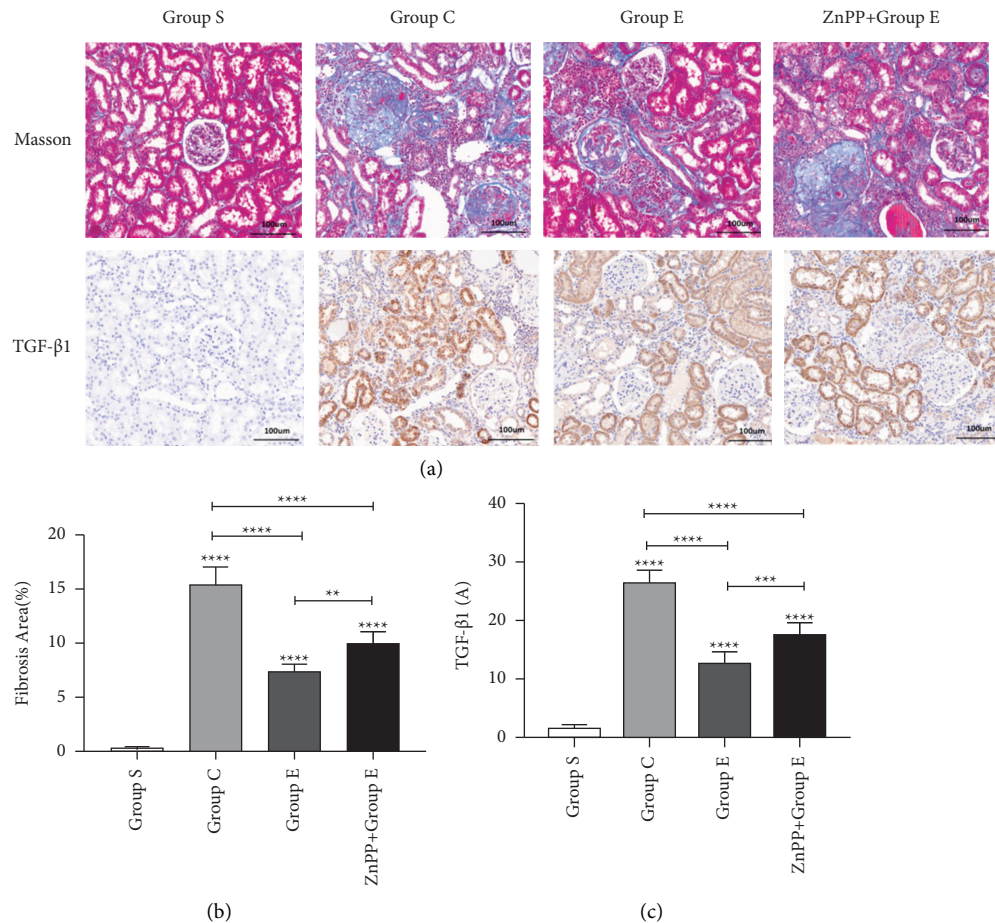 Group S Group C Group E ZnPP+Group E
Masson
100um 100um 100um 100um
TGF-β1
100um 100um 100um 100um
(a)
****
****
**
****
****
****
20
15
10
5
0
Fibrosis Area(%)
Group S
Group C
Group E
ZnPP+Group E
(b)
****
****
***
****
****
****
40
30
20
10
0
TGF-β1 (A)
Group S
Group C
Group E
ZnPP+Group E
(c)